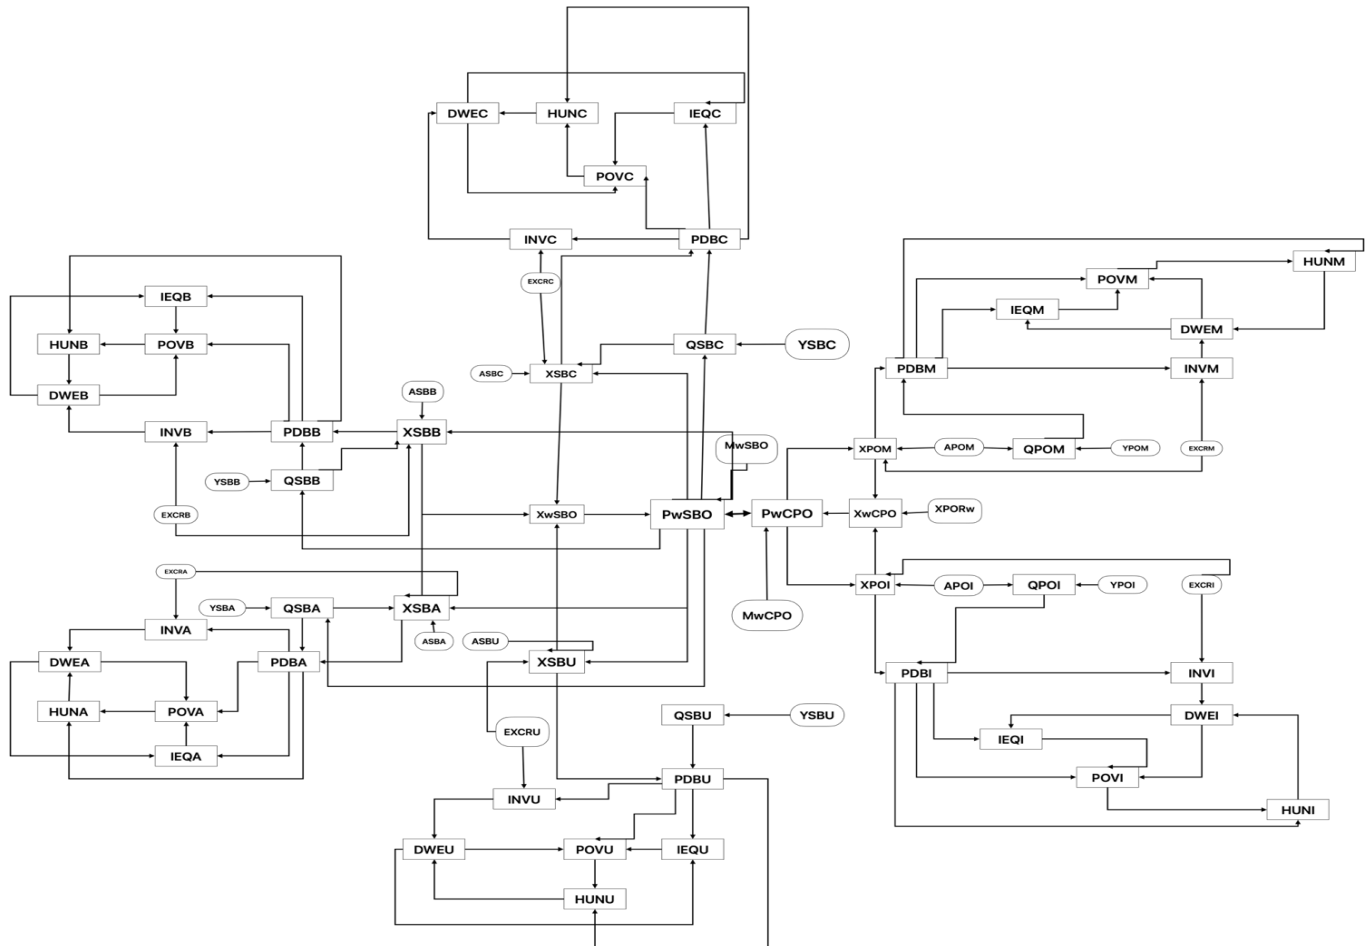 DWEC HUNC IEQC
POVC
INVC PDBC
EXCRC
QSBC YSBC
ASBC XSBC
IEQB
HUNB POVB
DWEB
ASBB
INVB PDBB XSBB
YSBB QSBB
EXCRB
MwSBO
XwSBO PwSBO PwCPO XwCPO XPORw
HUNM
POVM
IEQM
DWEM
PDBM INVM
XPOM APOM QPOM YPOM EXCRM
XPOI APOI QPOI YPOI EXCRI
MwCPO
EXCRA
YSBA QSBA XSBA
INVA ASBA ASBU
DWEA PDBA XSBU
HUNA POVA
IEQA
PDBI INVI
DWEI
IEQI
POVI
HUNI
QSBU YSBU
EXCRU
PDBU
INVU
DWEU POVU IEQU
HUNU